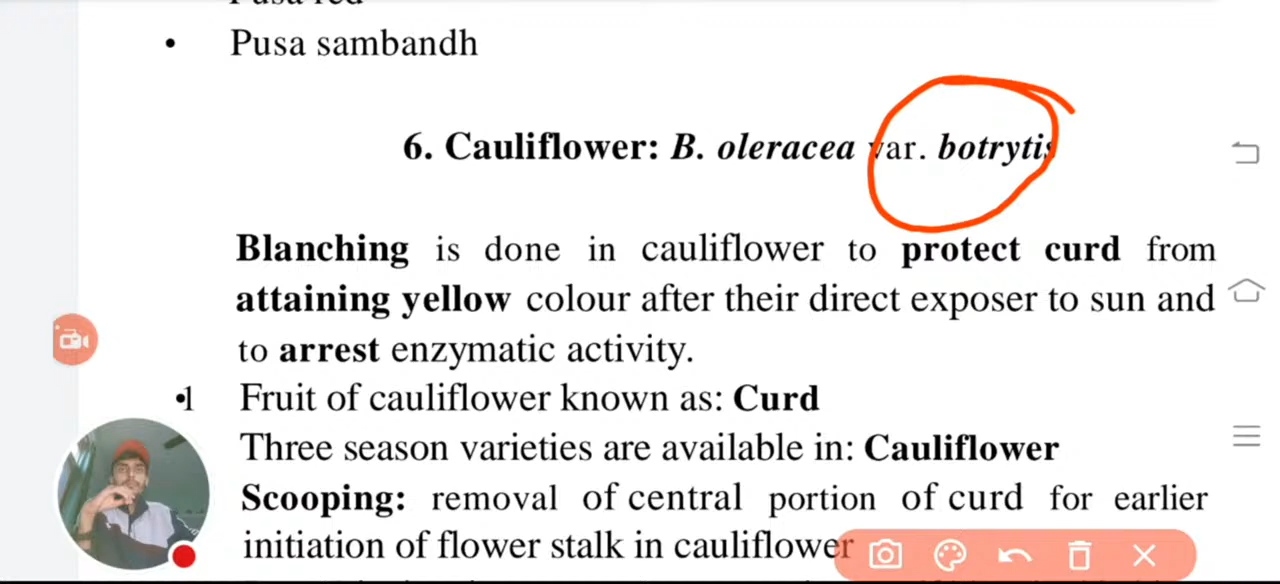 • Pusa sambandh
6. Cauliflower: B. oleracea var. botrytis
Blanching is done in cauliflower to protect curd from
attaining yellow colour after their direct exposer to sun and
to arrest enzymatic activity.
•1 Fruit of cauliflower known as: Curd
Three season varieties are available in: Cauliflower
Scooping: removal of central portion of curd for earlier
initiation of flower stalk in cauliflower